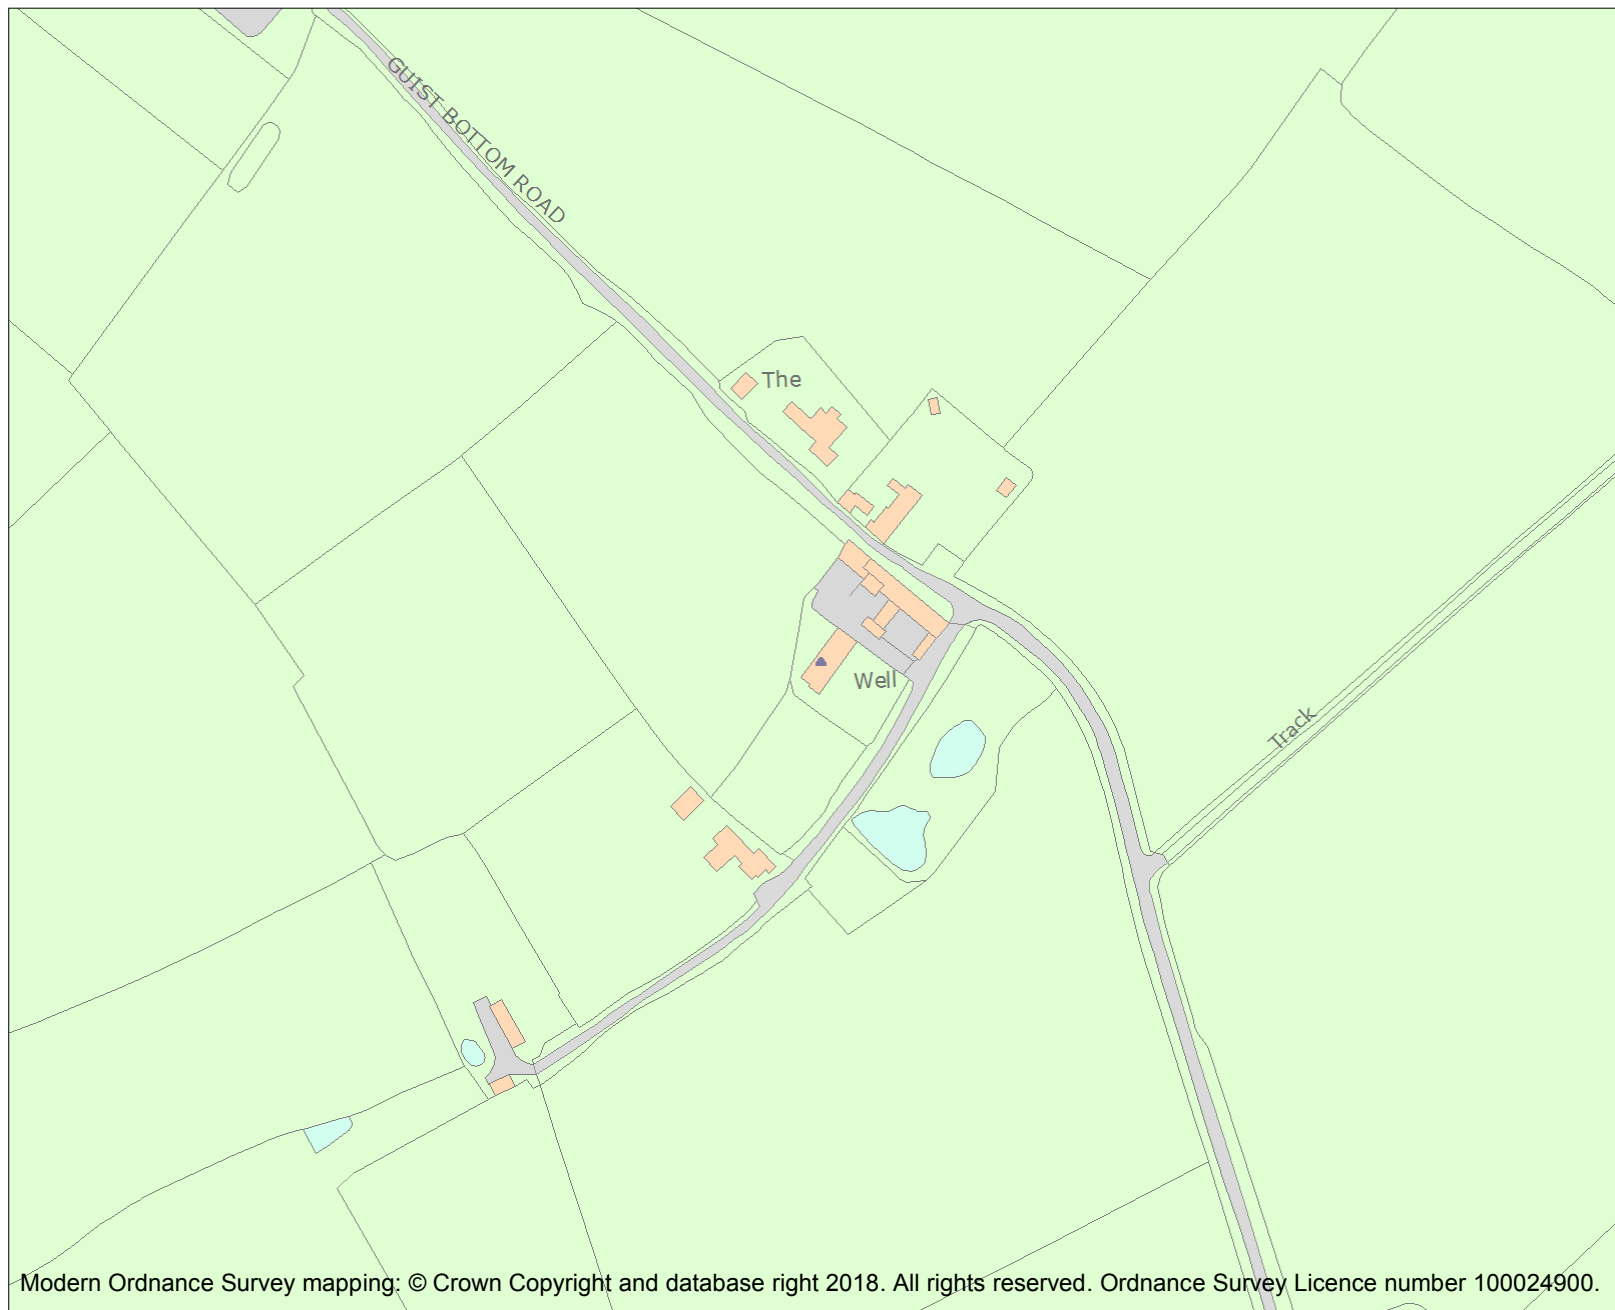 GUIST BOTTOM ROAD
The
Well
Track
Modern Ordnance Survey mapping: © Crown Copyright and database right 2018. All rights reserved. Ordnance Survey Licence number 100024900.